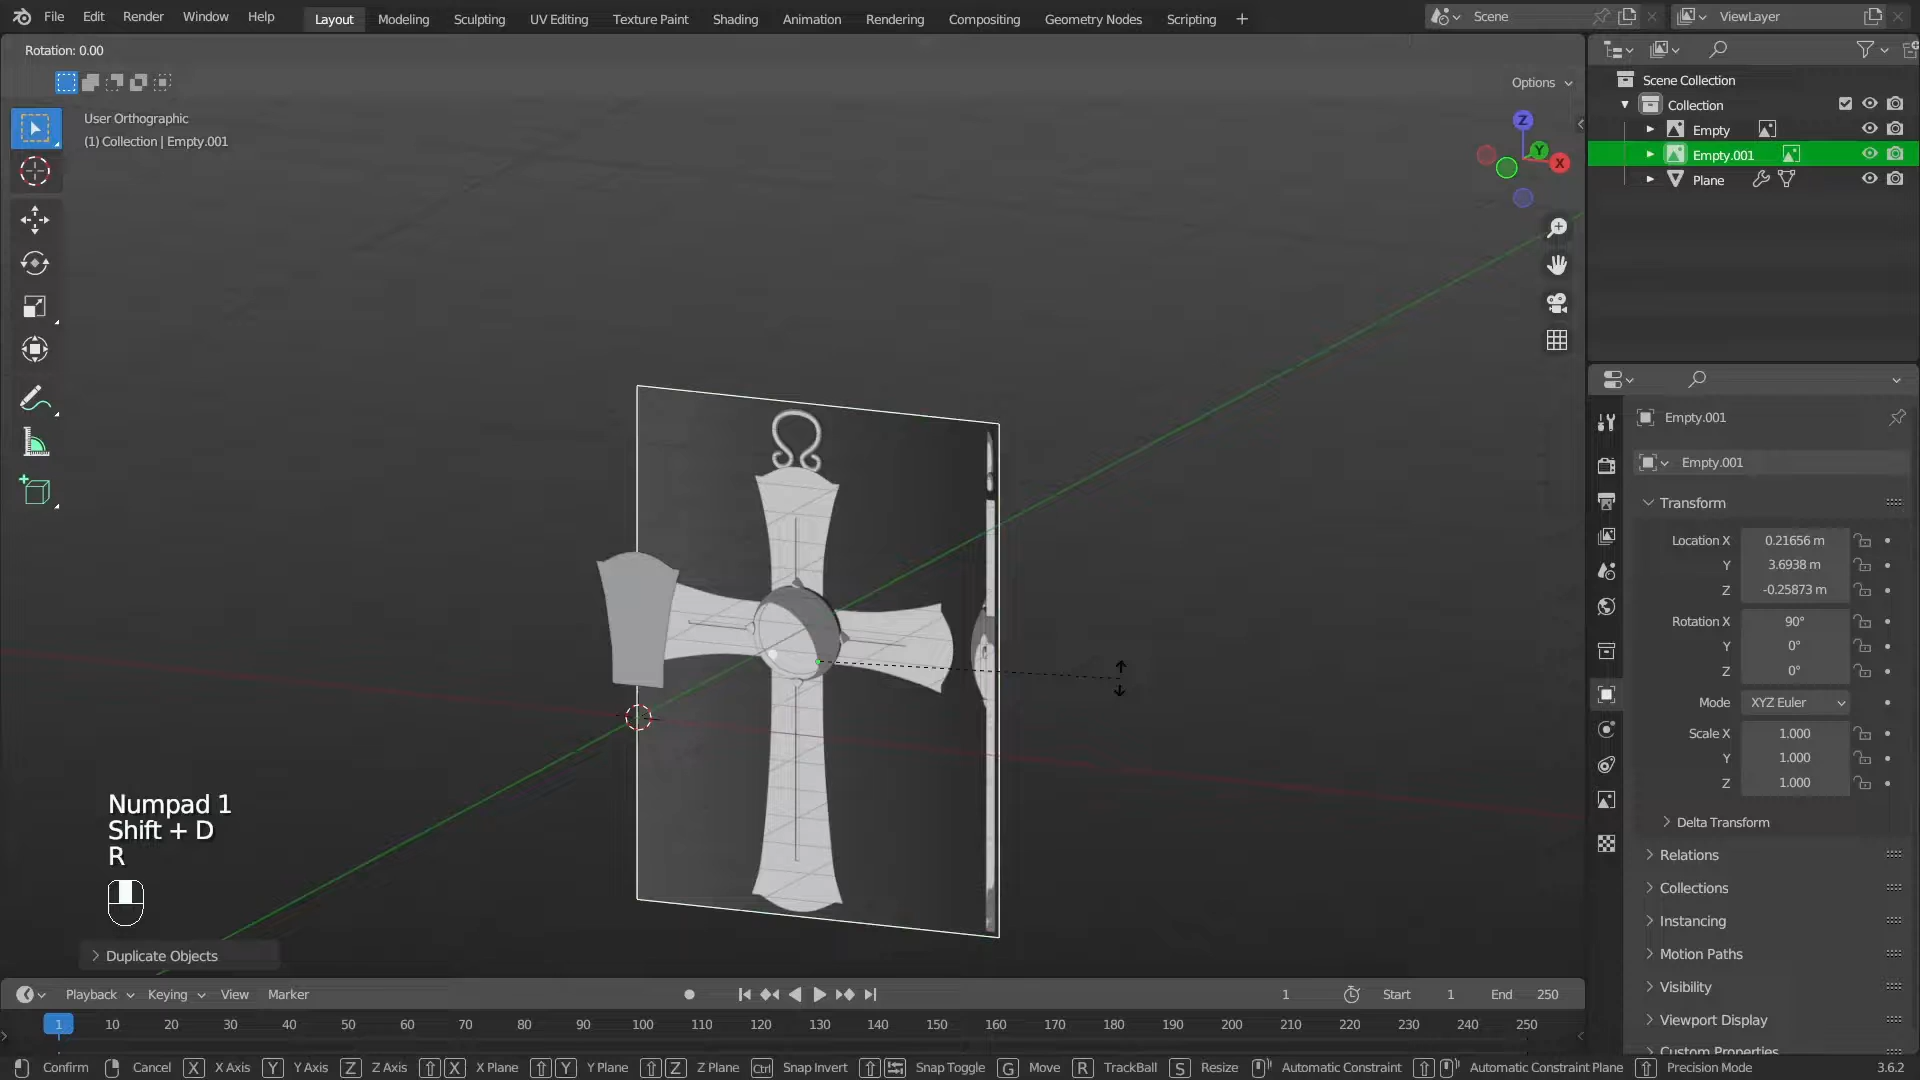 File Edit Render Window Help Layout Modeling Sculpting UV Editing Texture Paint Shading Animation Rendering Compositing Geometry Nodes Scripting + Scene ViewLayer
Rotation: 0.00
Options
User Orthographic
(1) Collection | Empty.001
Z
Y
X
Scene Collection
Collection
Empty
Empty.001
Plane
Empty.001
Empty.001
Transform
Location X 0.21656 m
Y 3.6938 m
Z -0.25873 m
Rotation X 90°
Y 0°
Z 0°
Mode XYZ Euler
Scale X 1.000
Y 1.000
Z 1.000
Delta Transform
Relations
Collections
Instancing
Motion Paths
Visibility
Viewport Display
Custom Properties
Numpad 1
Shift + D
R
Duplicate Objects
Playback Keying View Marker 1 Start 1 End 250
1 10 20 30 40 50 60 70 80 90 100 110 120 130 140 150 160 170 180 190 200 210 220 230 240 250
Confirm Cancel X X Axis Y Y Axis Z Z Axis X X Plane Y Y Plane Z Z Plane Ctrl Snap Invert Snap Toggle G Move R TrackBall S Resize Automatic Constraint Automatic Constraint Plane Precision Mode 3.6.2